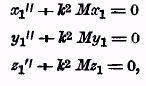 x₁″ + k² Mx₁ = 0
y₁″ + k² My₁ = 0
z₁″ + k² Mz₁ = 0,